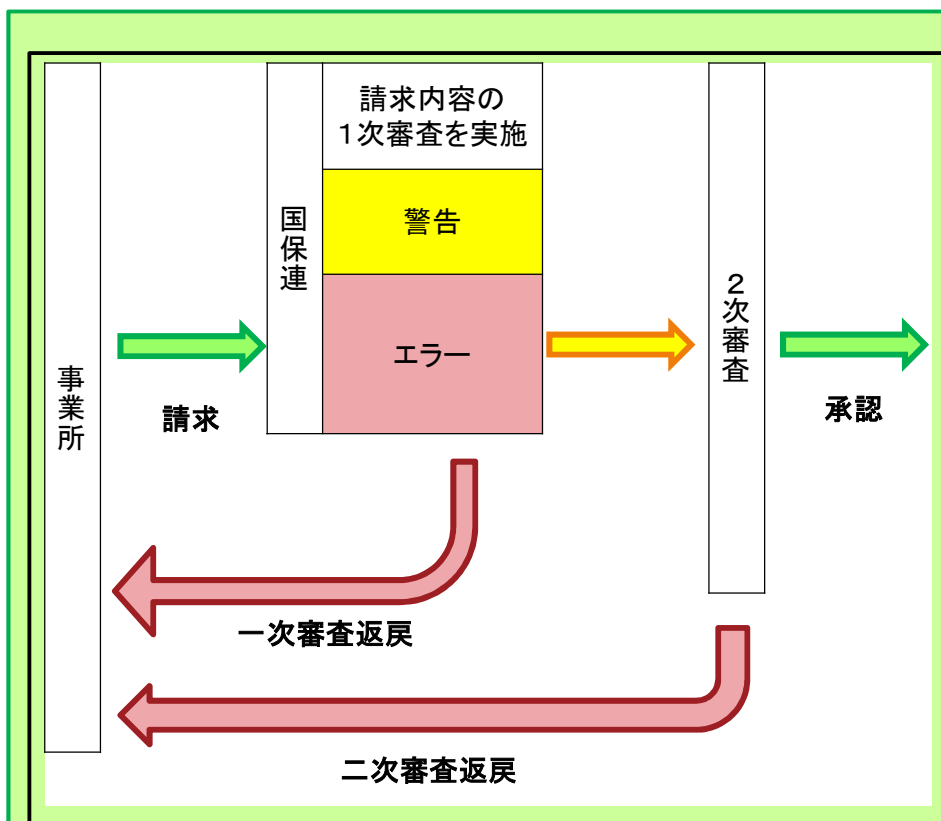 請求内容の
1次審査を実施
警告
国保連
エラー
2次審査
事業所
請求
承認
一次審査返戻
二次審査返戻